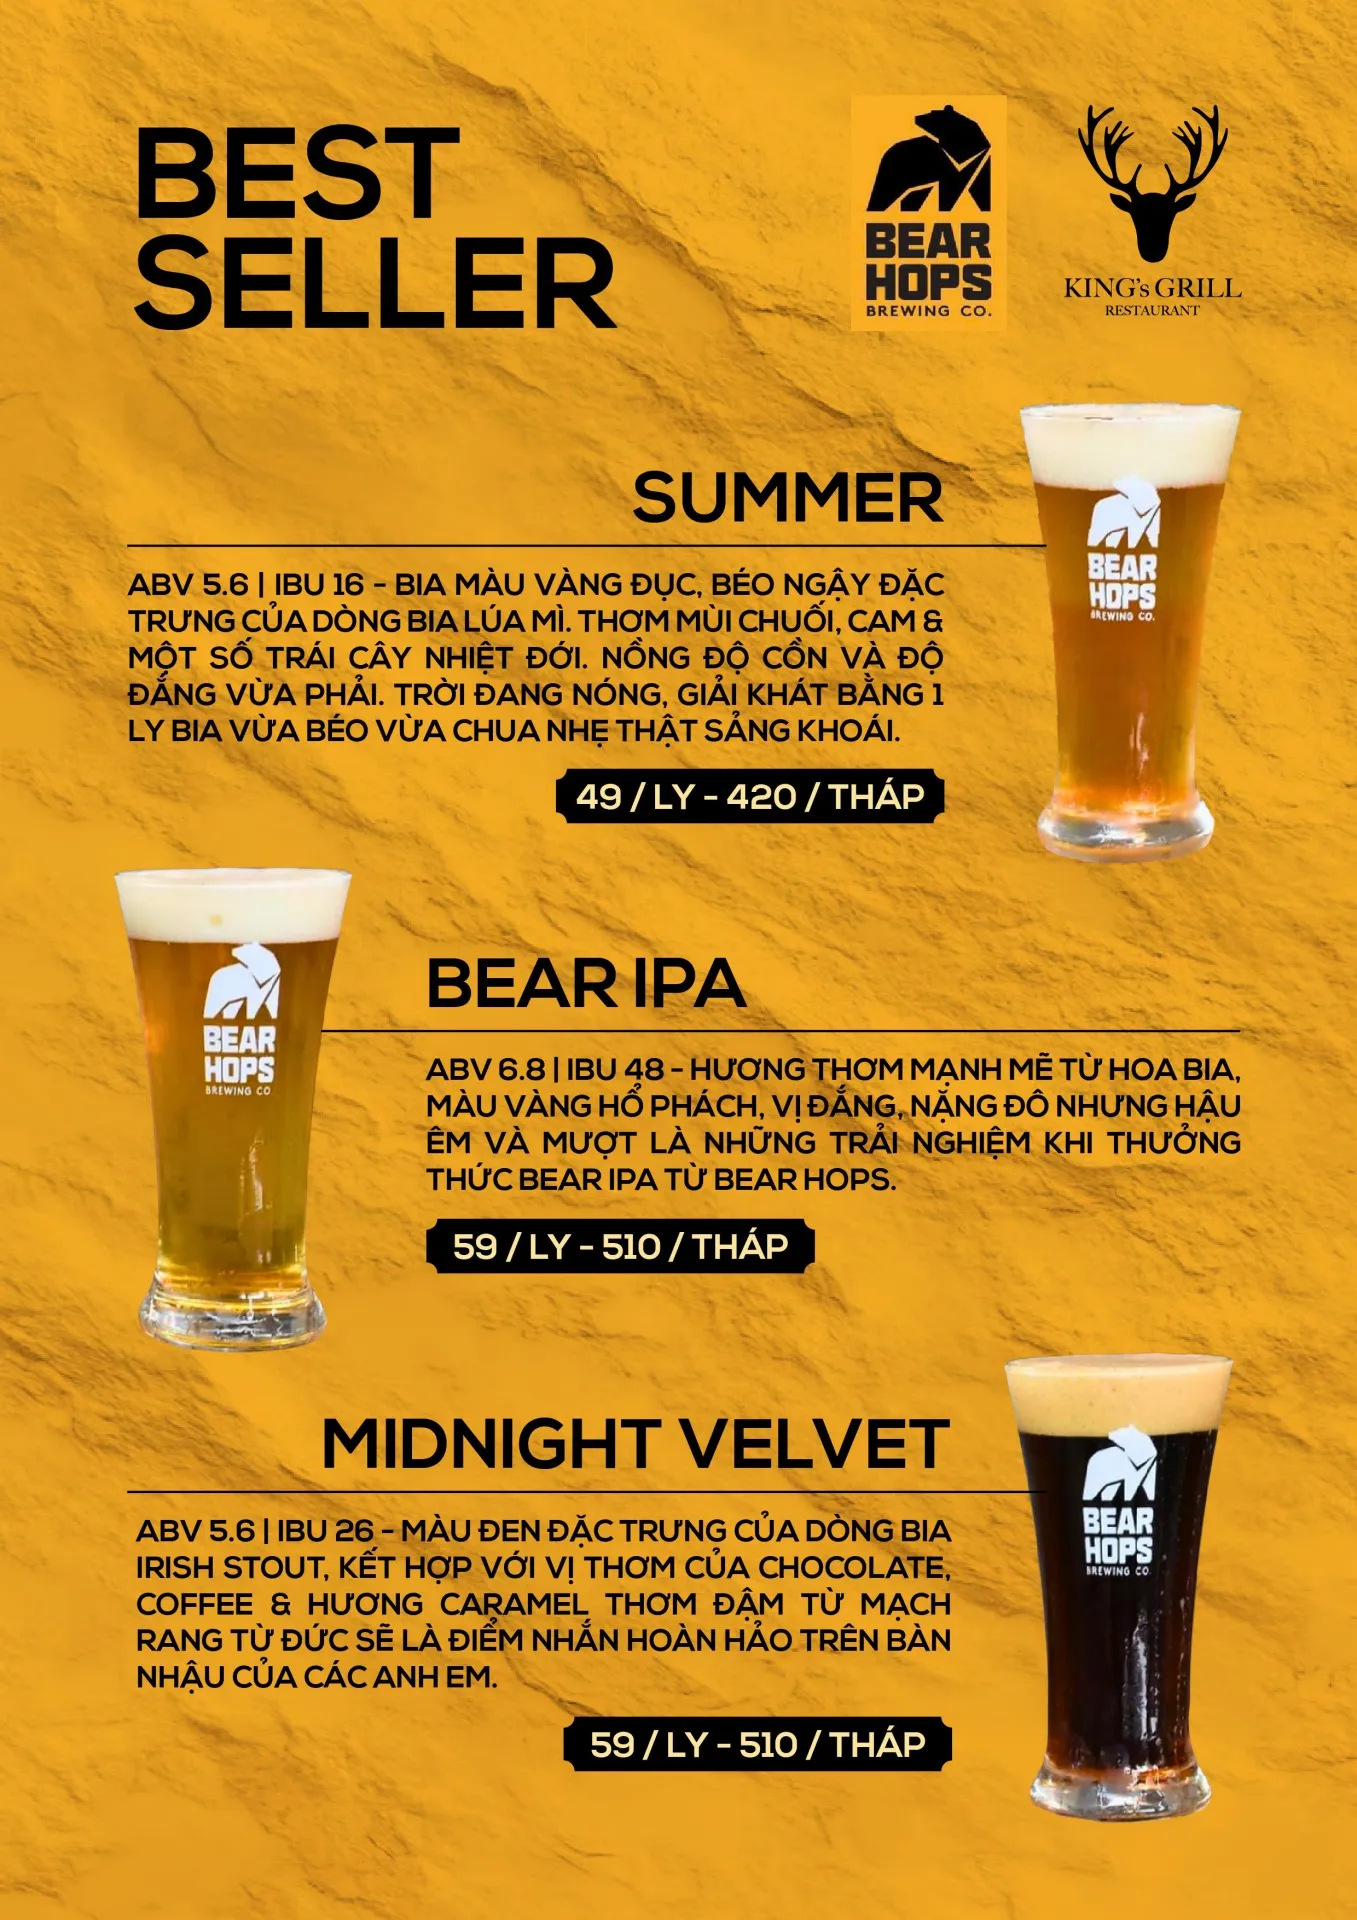 BEST
SELLER
BEAR
HOPS
BREWING CO.
KING's GRILL
RESTAURANT
SUMMER
ABV 5.6 | IBU 16 - BIA MÀU VÀNG ĐỤC, BÉO NGẬY ĐẶC
TRƯNG CỦA DÒNG BIA LÚA MÌ. THƠM MÙI CHUỐI, CAM &
MỘT SỐ TRÁI CÂY NHIỆT ĐỚI. NỒNG ĐỘ CỒN VÀ ĐỘ
ĐẮNG VỪA PHẢI. TRỜI ĐANG NÓNG, GIẢI KHÁT BẰNG 1
LY BIA VỪA BÉO VỪA CHUA NHẸ THẬT SẢNG KHOÁI.
49 / LY - 420 / THÁP
BEAR
HOPS
BREWING CO.
BEAR IPA
ABV 6.8 | IBU 48 - HƯƠNG THƠM MẠNH MẼ TỪ HOA BIA,
MÀU VÀNG HỔ PHÁCH, VỊ ĐẮNG, NẶNG ĐÔ NHƯNG HẬU
ÊM VÀ MƯỢT LÀ NHỮNG TRẢI NGHIỆM KHI THƯỞNG
THỨC BEAR IPA TỪ BEAR HOPS.
59 / LY - 510 / THÁP
BEAR
HOPS
BREWING CO
MIDNIGHT VELVET
ABV 5.6 | IBU 26 - MÀU ĐEN ĐẶC TRƯNG CỦA DÒNG BIA
IRISH STOUT, KẾT HỢP VỚI VỊ THƠM CỦA CHOCOLATE,
COFFEE & HƯƠNG CARAMEL THƠM ĐẬM TỪ MẠCH
RANG TỪ ĐỨC SẼ LÀ ĐIỂM NHẤN HOÀN HẢO TRÊN BÀN
NHẬU CỦA CÁC ANH EM.
59 / LY - 510 / THÁP
BEAR
HOPS
BREWING CO.